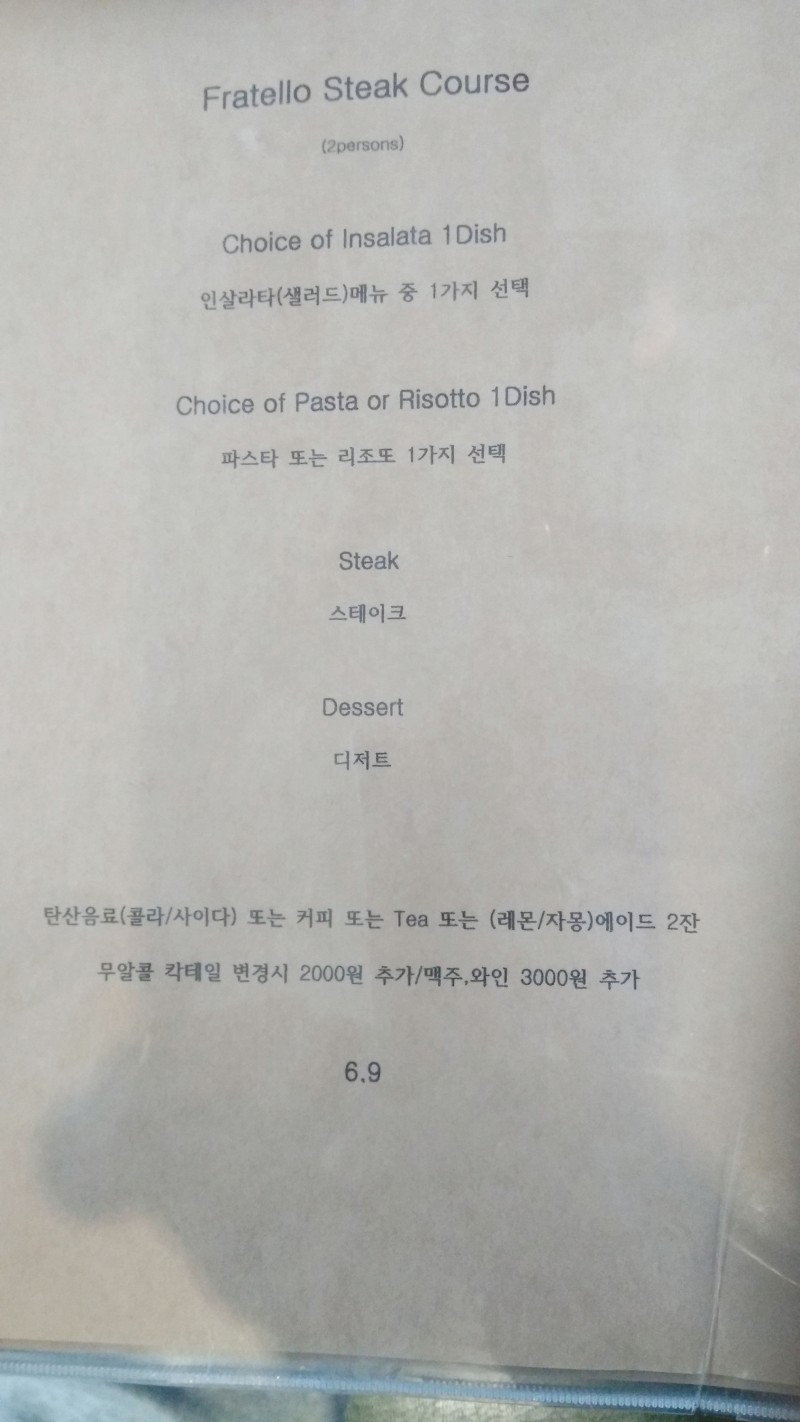 Fratello Steak Course
(2persons)
Choice of Insalata 1Dish
인살라타(샐러드)메뉴 중 1가지 선택
Choice of Pasta or Risotto 1Dish
파스타 또는 리조또 1가지 선택
Steak
스테이크
Dessert
디저트
탄산음료(콜라/사이다) 또는 커피 또는 Tea 또는 (레몬/자몽)에이드 2잔
무알콜 칵테일 변경시 2000원 추가/맥주,와인 3000원 추가
6.9